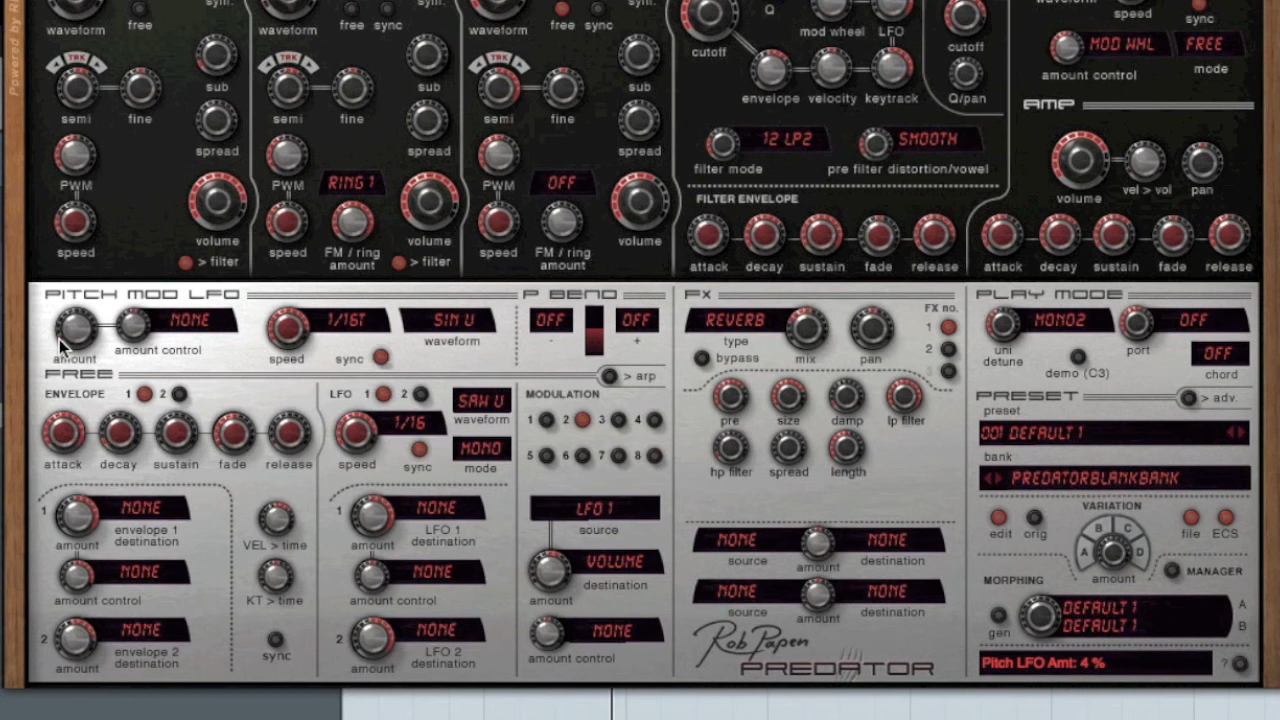 waveform free sync
waveform free sync
waveform free sync
TRK TRK TRK
sub sub sub
semi fine semi fine semi fine
spread spread spread
PWM PWM RING 1 PWM OFF
speed volume speed FM / ring amount volume speed FM / ring amount volume
> filter > filter
Q mod wheel LFO
cutoff cutoff
envelope velocity keytrack Q/pan
12 LP2 SMOOTH
filter mode pre filter distortion/vowel
FILTER ENVELOPE
attack decay sustain fade release
speed sync
MOD WHL FREE
amount control mode
AMP
volume vel > vol pan
attack decay sustain fade release
PITCH MOD LFO
NONE 1/16T SIN U
amount amount control speed sync waveform
P BEND
OFF OFF
- +
FREE > arp
ENVELOPE 1 2
attack decay sustain fade release
1 NONE
amount envelope 1 destination
NONE
amount control
2 NONE
amount envelope 2 destination
VEL > time
KT > time
sync
LFO 1 2 SAW U
waveform
1/16 MONO
speed sync mode
1 NONE
amount LFO 1 destination
NONE
amount control
2 NONE
amount LFO 2 destination
MODULATION
1 2 3 4
5 6 7 8
LFO 1
source
VOLUME
amount destination
NONE
amount control
FX
FX no.
REVERB 1
type mix pan 2
bypass 3
pre size damp lp filter
hp filter spread length
NONE NONE
source amount destination
NONE NONE
source amount destination
Rob Papen
PREDATOR
PLAY MODE
MONO2 OFF
uni detune port
demo (C3) OFF
chord
PRESET > adv.
preset
001 DEFAULT 1
bank
PREDATORBLANKBANK
VARIATION
edit orig A B C D file ECS
amount
MORPHING MANAGER
DEFAULT 1 A
gen DEFAULT 1 B
Pitch LFO Amt: 4 % ?